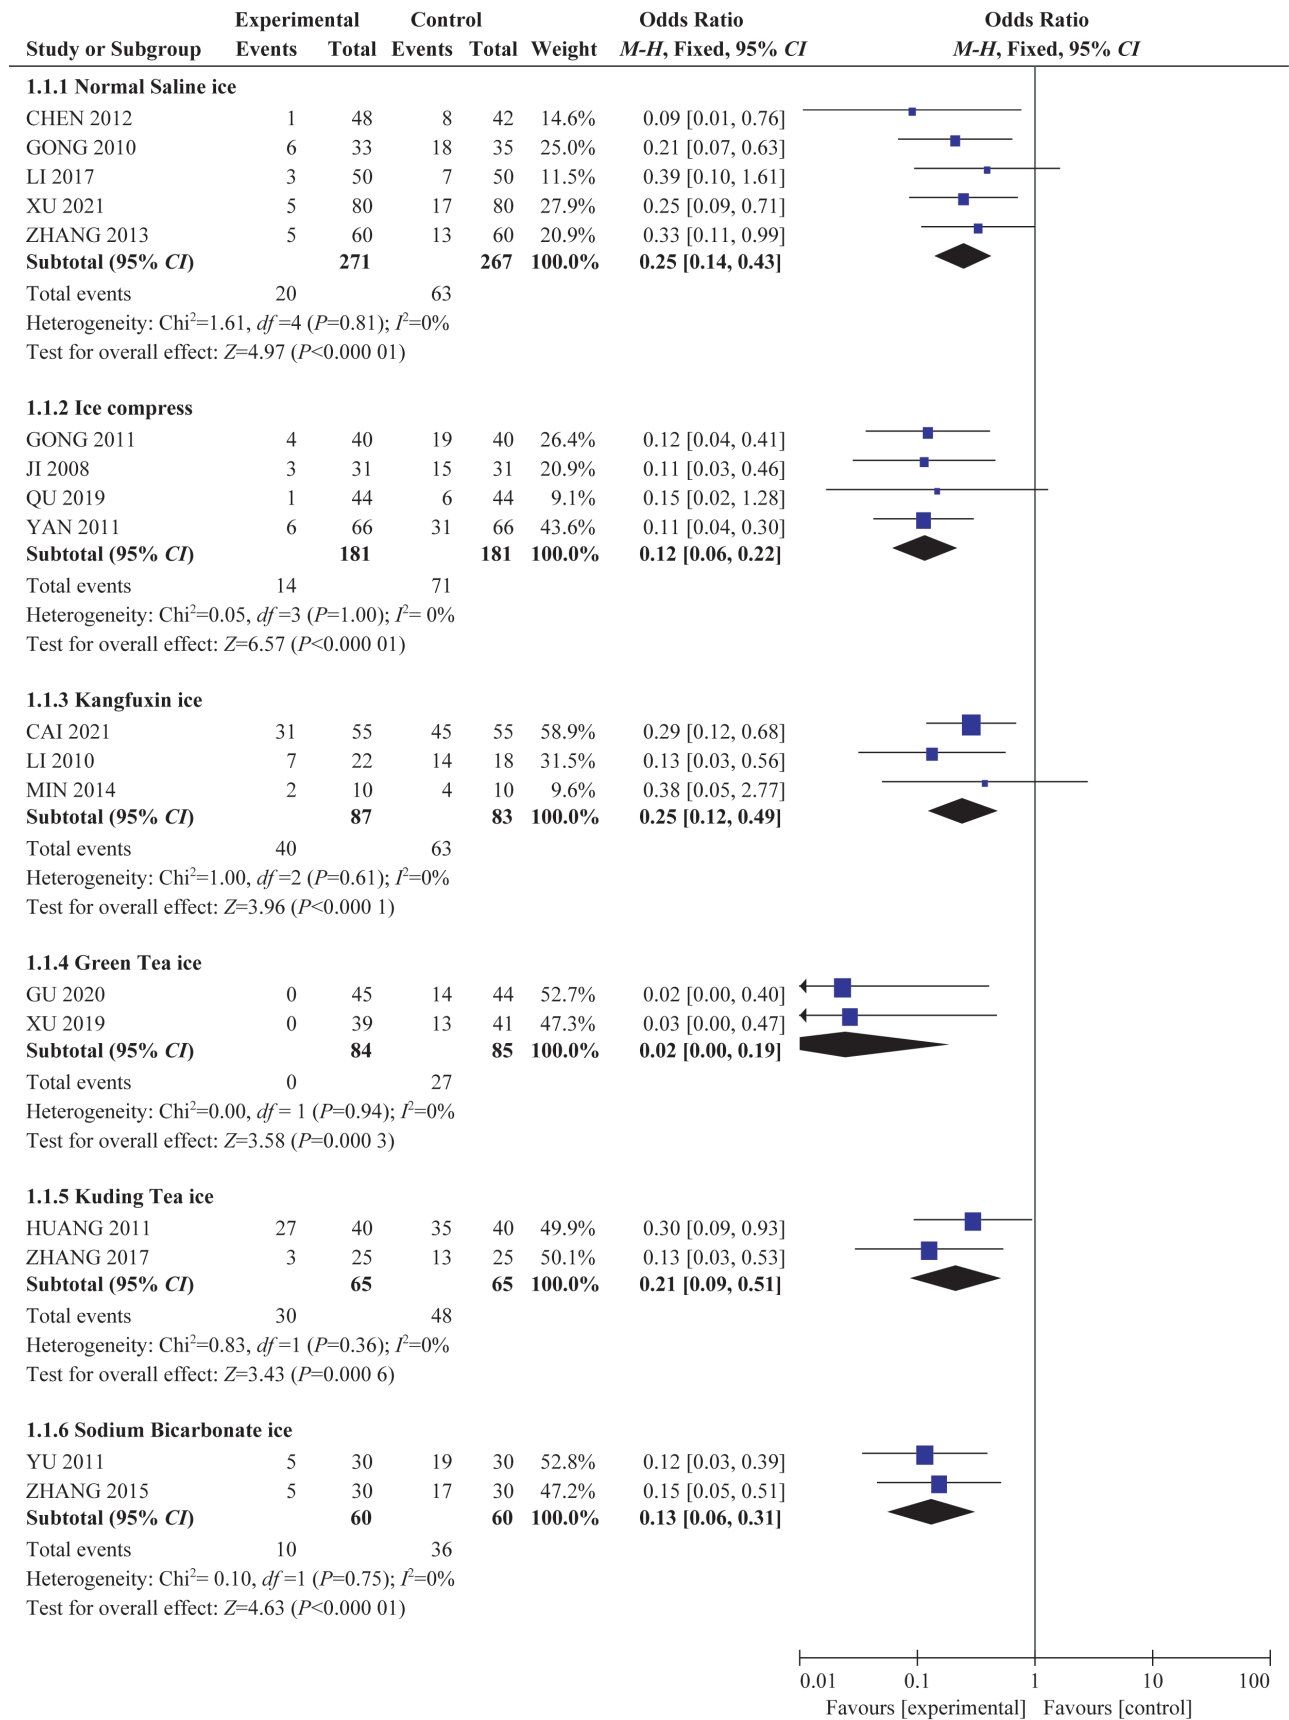 Experimental Control Odds Ratio Odds Ratio
Study or Subgroup Events Total Events Total Weight M-H, Fixed, 95% CI M-H, Fixed, 95% CI
1.1.1 Normal Saline ice
CHEN 2012 1 48 8 42 14.6% 0.09 [0.01, 0.76]
GONG 2010 6 33 18 35 25.0% 0.21 [0.07, 0.63]
LI 2017 3 50 7 50 11.5% 0.39 [0.10, 1.61]
XU 2021 5 80 17 80 27.9% 0.25 [0.09, 0.71]
ZHANG 2013 5 60 13 60 20.9% 0.33 [0.11, 0.99]
Subtotal (95% CI) 271 267 100.0% 0.25 [0.14, 0.43]
Total events 20 63
Heterogeneity: Chi²=1.61, df=4 (P=0.81); I²=0%
Test for overall effect: Z=4.97 (P<0.000 01)
1.1.2 Ice compress
GONG 2011 4 40 19 40 26.4% 0.12 [0.04, 0.41]
JI 2008 3 31 15 31 20.9% 0.11 [0.03, 0.46]
QU 2019 1 44 6 44 9.1% 0.15 [0.02, 1.28]
YAN 2011 6 66 31 66 43.6% 0.11 [0.04, 0.30]
Subtotal (95% CI) 181 181 100.0% 0.12 [0.06, 0.22]
Total events 14 71
Heterogeneity: Chi²=0.05, df=3 (P=1.00); I²= 0%
Test for overall effect: Z=6.57 (P<0.000 01)
1.1.3 Kangfuxin ice
CAI 2021 31 55 45 55 58.9% 0.29 [0.12, 0.68]
LI 2010 7 22 14 18 31.5% 0.13 [0.03, 0.56]
MIN 2014 2 10 4 10 9.6% 0.38 [0.05, 2.77]
Subtotal (95% CI) 87 83 100.0% 0.25 [0.12, 0.49]
Total events 40 63
Heterogeneity: Chi²=1.00, df=2 (P=0.61); I²=0%
Test for overall effect: Z=3.96 (P<0.000 1)
1.1.4 Green Tea ice
GU 2020 0 45 14 44 52.7% 0.02 [0.00, 0.40]
XU 2019 0 39 13 41 47.3% 0.03 [0.00, 0.47]
Subtotal (95% CI) 84 85 100.0% 0.02 [0.00, 0.19]
Total events 0 27
Heterogeneity: Chi²=0.00, df= 1 (P=0.94); I²=0%
Test for overall effect: Z=3.58 (P=0.000 3)
1.1.5 Kuding Tea ice
HUANG 2011 27 40 35 40 49.9% 0.30 [0.09, 0.93]
ZHANG 2017 3 25 13 25 50.1% 0.13 [0.03, 0.53]
Subtotal (95% CI) 65 65 100.0% 0.21 [0.09, 0.51]
Total events 30 48
Heterogeneity: Chi²=0.83, df=1 (P=0.36); I²=0%
Test for overall effect: Z=3.43 (P=0.000 6)
1.1.6 Sodium Bicarbonate ice
YU 2011 5 30 19 30 52.8% 0.12 [0.03, 0.39]
ZHANG 2015 5 30 17 30 47.2% 0.15 [0.05, 0.51]
Subtotal (95% CI) 60 60 100.0% 0.13 [0.06, 0.31]
Total events 10 36
Heterogeneity: Chi²= 0.10, df=1 (P=0.75); I²=0%
Test for overall effect: Z=4.63 (P<0.000 01)
0.01 0.1 1 10 100
Favours [experimental] Favours [control]